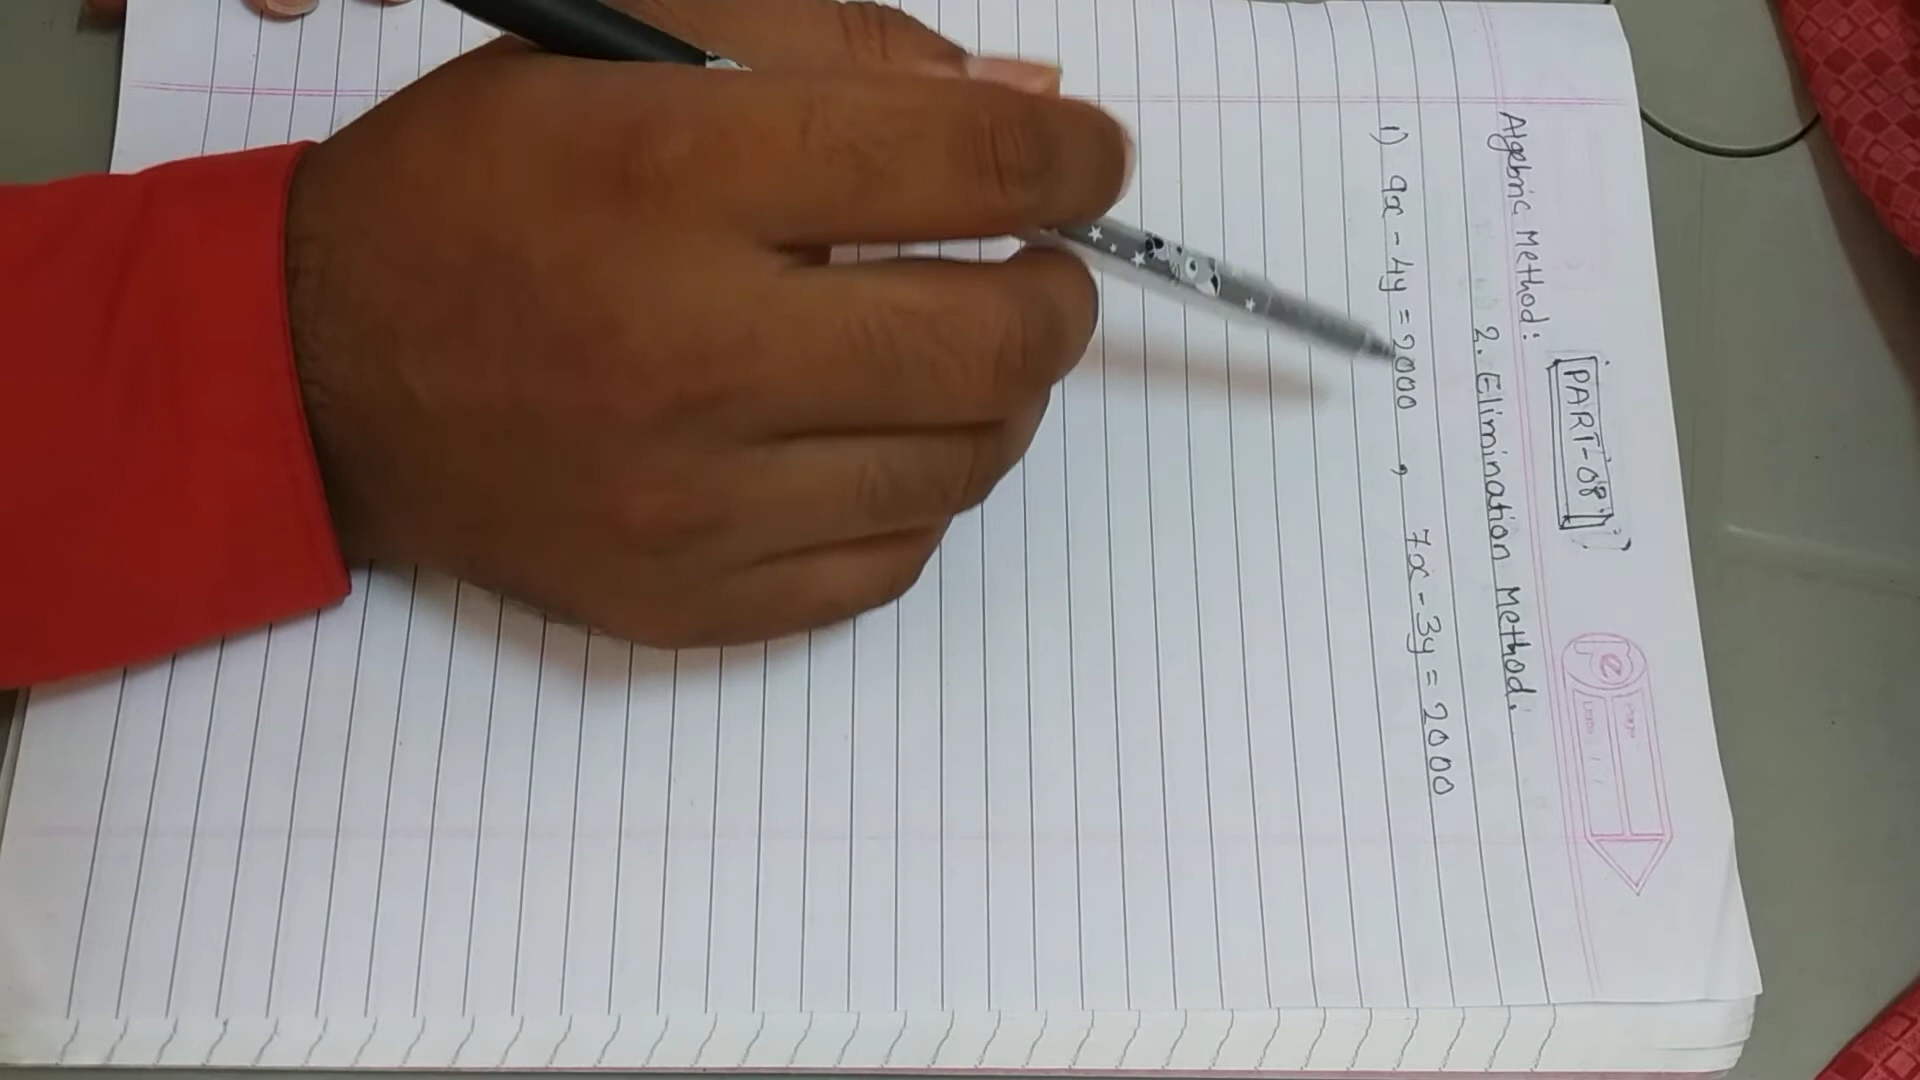 PART-08
Algebric Method:
2. Elimination Method.
1) 9x - 4y = 2000 , 7x - 3y = 2000